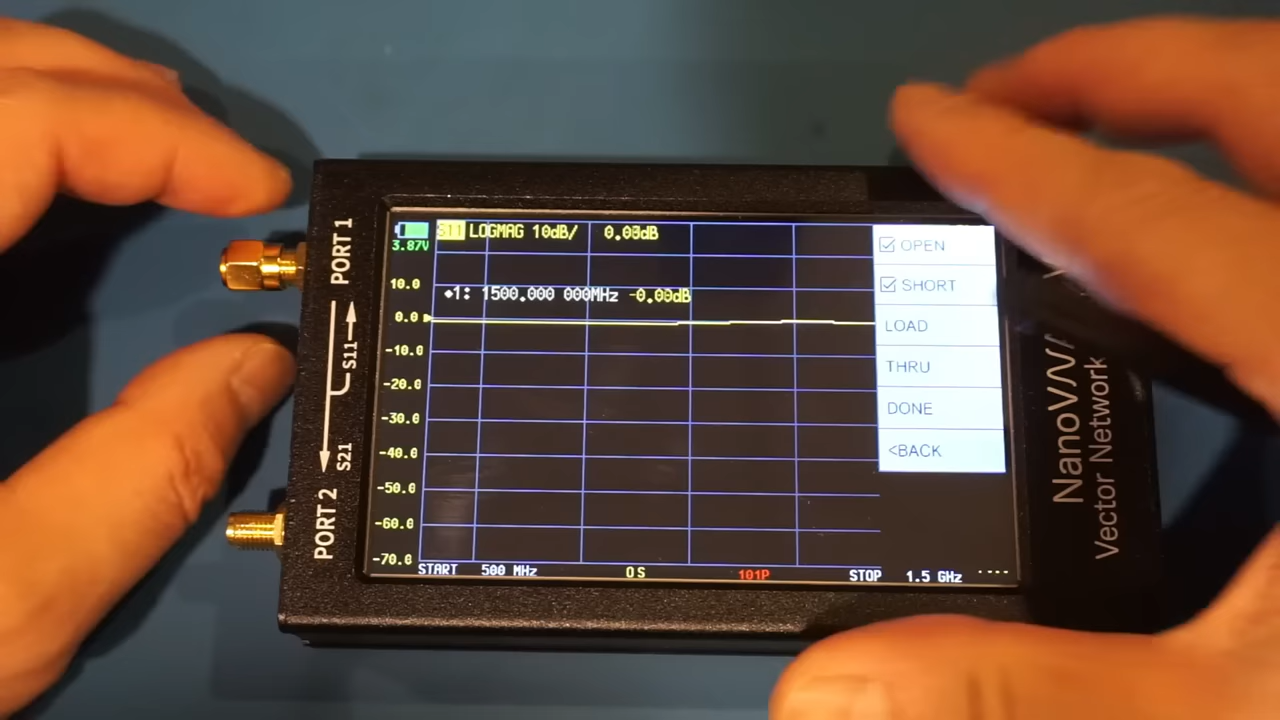 PORT 1
S11
S21
PORT 2
3.87V
S11 LOGMAG 10dB/ 0.03dB
◆1: 1500.000 000MHz -0.00dB
10.0
0.0
-10.0
-20.0
-30.0
-40.0
-50.0
-60.0
-70.0
START 500 MHz OS 101P STOP 1.5 GHz
OPEN
SHORT
LOAD
THRU
DONE
<BACK
Vector Network